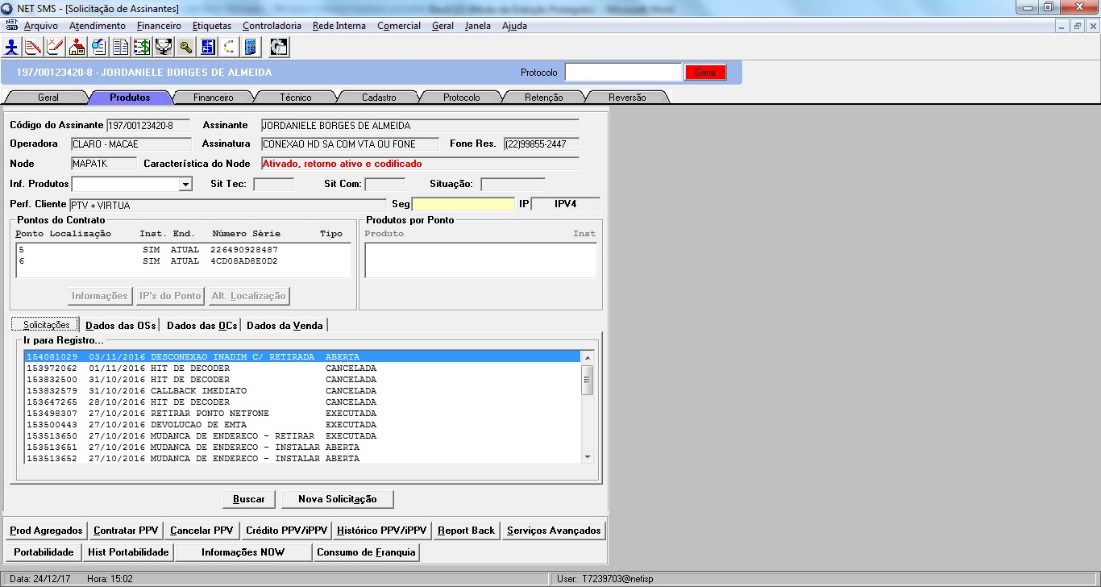 NET SMS - [Solicitação de Assinantes]
Arquivo Atendimento Financeiro Etiquetas Controladoria Rede Interna Comercial Geral Janela Ajuda
197/00123420-8 - JORDANIELE BORGES DE ALMEIDA Protocolo Gerar
Geral Produtos Financeiro Técnico Cadastro Protocolo Retenção Reversão
Código do Assinante 197/00123420-8 Assinante JORDANIELE BORGES DE ALMEIDA
Operadora CLARO - MACAE Assinatura CONEXAO HD SA COM VTA OU FONE Fone Res. (22)99855-2447
Node MAPA1K Característica do Node Ativado, retorno ativo e codificado
Inf. Produtos Sit Tec: Sit Com: Situação:
Perf. Cliente PTV + VIRTUA Seg IP IPV4
Pontos do Contrato Produtos por Ponto
Ponto Localização Inst. End. Número Série Tipo Produto Inst
5 SIM ATUAL 226490928487
6 SIM ATUAL 4CD08AD8E0D2
Informações IP's do Ponto Alt. Localização
Solicitações Dados das OSs Dados das OCs Dados da Venda
Ir para Registro...
154081029 03/11/2016 DESCONEXAO INADIM C/ RETIRADA ABERTA
153972062 01/11/2016 HIT DE DECODER CANCELADA
153832500 31/10/2016 HIT DE DECODER CANCELADA
153832579 31/10/2016 CALLBACK IMEDIATO CANCELADA
153647265 28/10/2016 HIT DE DECODER CANCELADA
153498307 27/10/2016 RETIRAR PONTO NETFONE EXECUTADA
153500443 27/10/2016 DEVOLUCAO DE EMTA EXECUTADA
153513650 27/10/2016 MUDANCA DE ENDERECO - RETIRAR EXECUTADA
153513651 27/10/2016 MUDANCA DE ENDERECO - INSTALAR ABERTA
153513652 27/10/2016 MUDANCA DE ENDERECO - INSTALAR ABERTA
Buscar Nova Solicitação
Prod Agregados Contratar PPV Cancelar PPV Crédito PPV/iPPV Histórico PPV/iPPV Report Back Serviços Avançados
Portabilidade Hist Portabilidade Informações NOW Consumo de Franquia
Data: 24/12/17 Hora: 15:02 User: T7239703@netisp